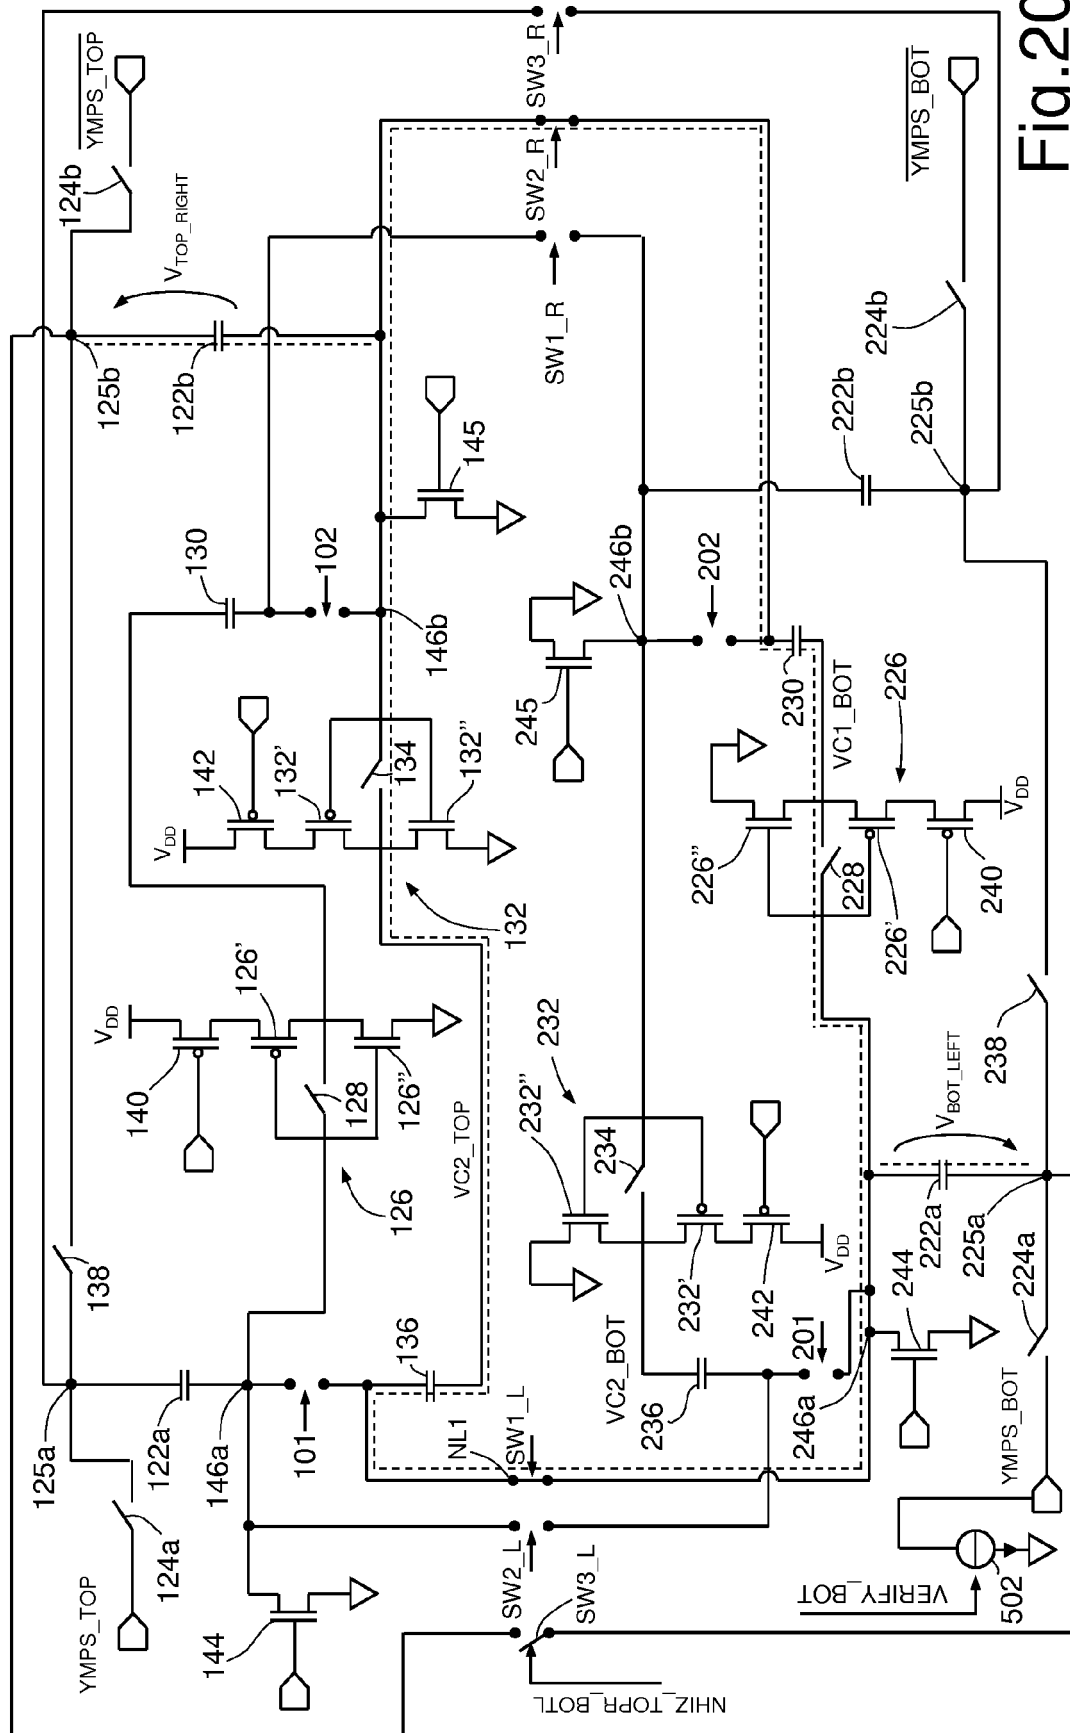 Fig.20
YMPS_TOP
124b
V_TOP_RIGHT
125b
122b
SW3_R
SW2_R
SW1_R
YMPS_BOT
224b
225b
222b
145
130
102
146b
142
132'
134
132"
V_DD
132
246b
202
245
230
VC1_BOT
226
226"
228
226'
240
V_DD
140
126'
128
126"
V_DD
126
VC2_TOP
232
232"
234
232'
242
V_DD
238
V_BOT_LEFT
138
125a
122a
146a
101
136
NL1
SW1_L
VC2_BOT
236
201
246a
244
222a
225a
224a
YMPS_BOT
YMPS_TOP
124a
144
SW2_L
SW3_L
NHIZ_TOPR_BOTL
VERIFY_BOT
502